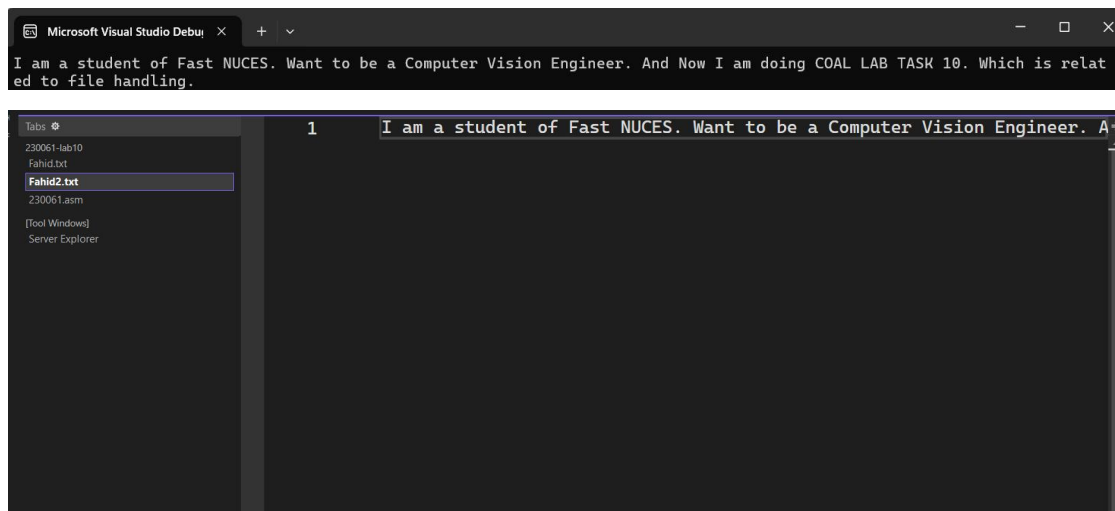 Microsoft Visual Studio Debu
I am a student of Fast NUCES. Want to be a Computer Vision Engineer. And Now I am doing COAL LAB TASK 10. Which is relat
ed to file handling.
Tabs
230061-lab10
Fahid.txt
Fahid2.txt
230061.asm
[Tool Windows]
Server Explorer
1 I am a student of Fast NUCES. Want to be a Computer Vision Engineer. A